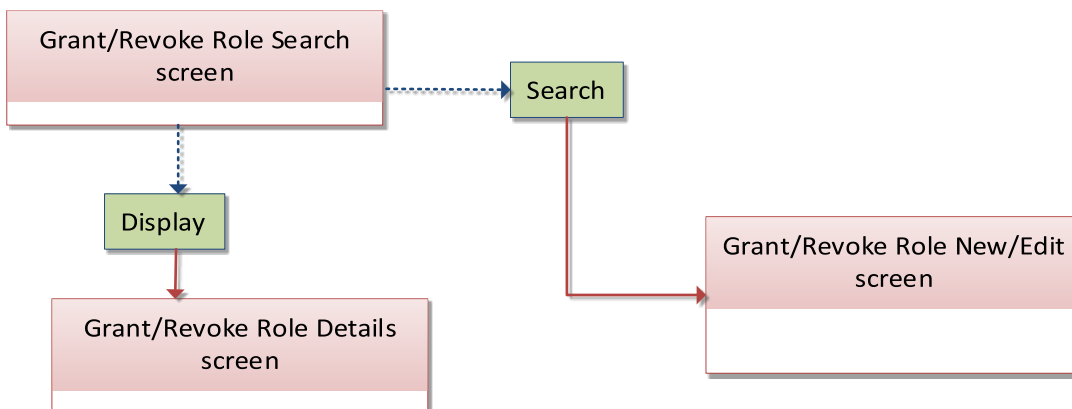 Grant/Revoke Role Search
screen
Search
Display
Grant/Revoke Role New/Edit
screen
Grant/Revoke Role Details
screen